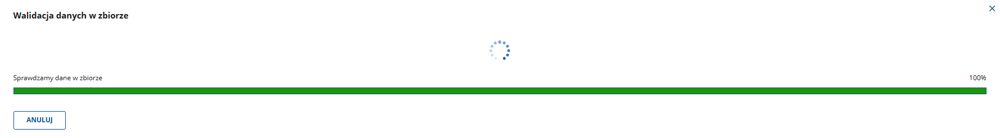 Walidacja danych w zbiorze
Sprawdzamy dane w zbiorze 100%
ANULUJ